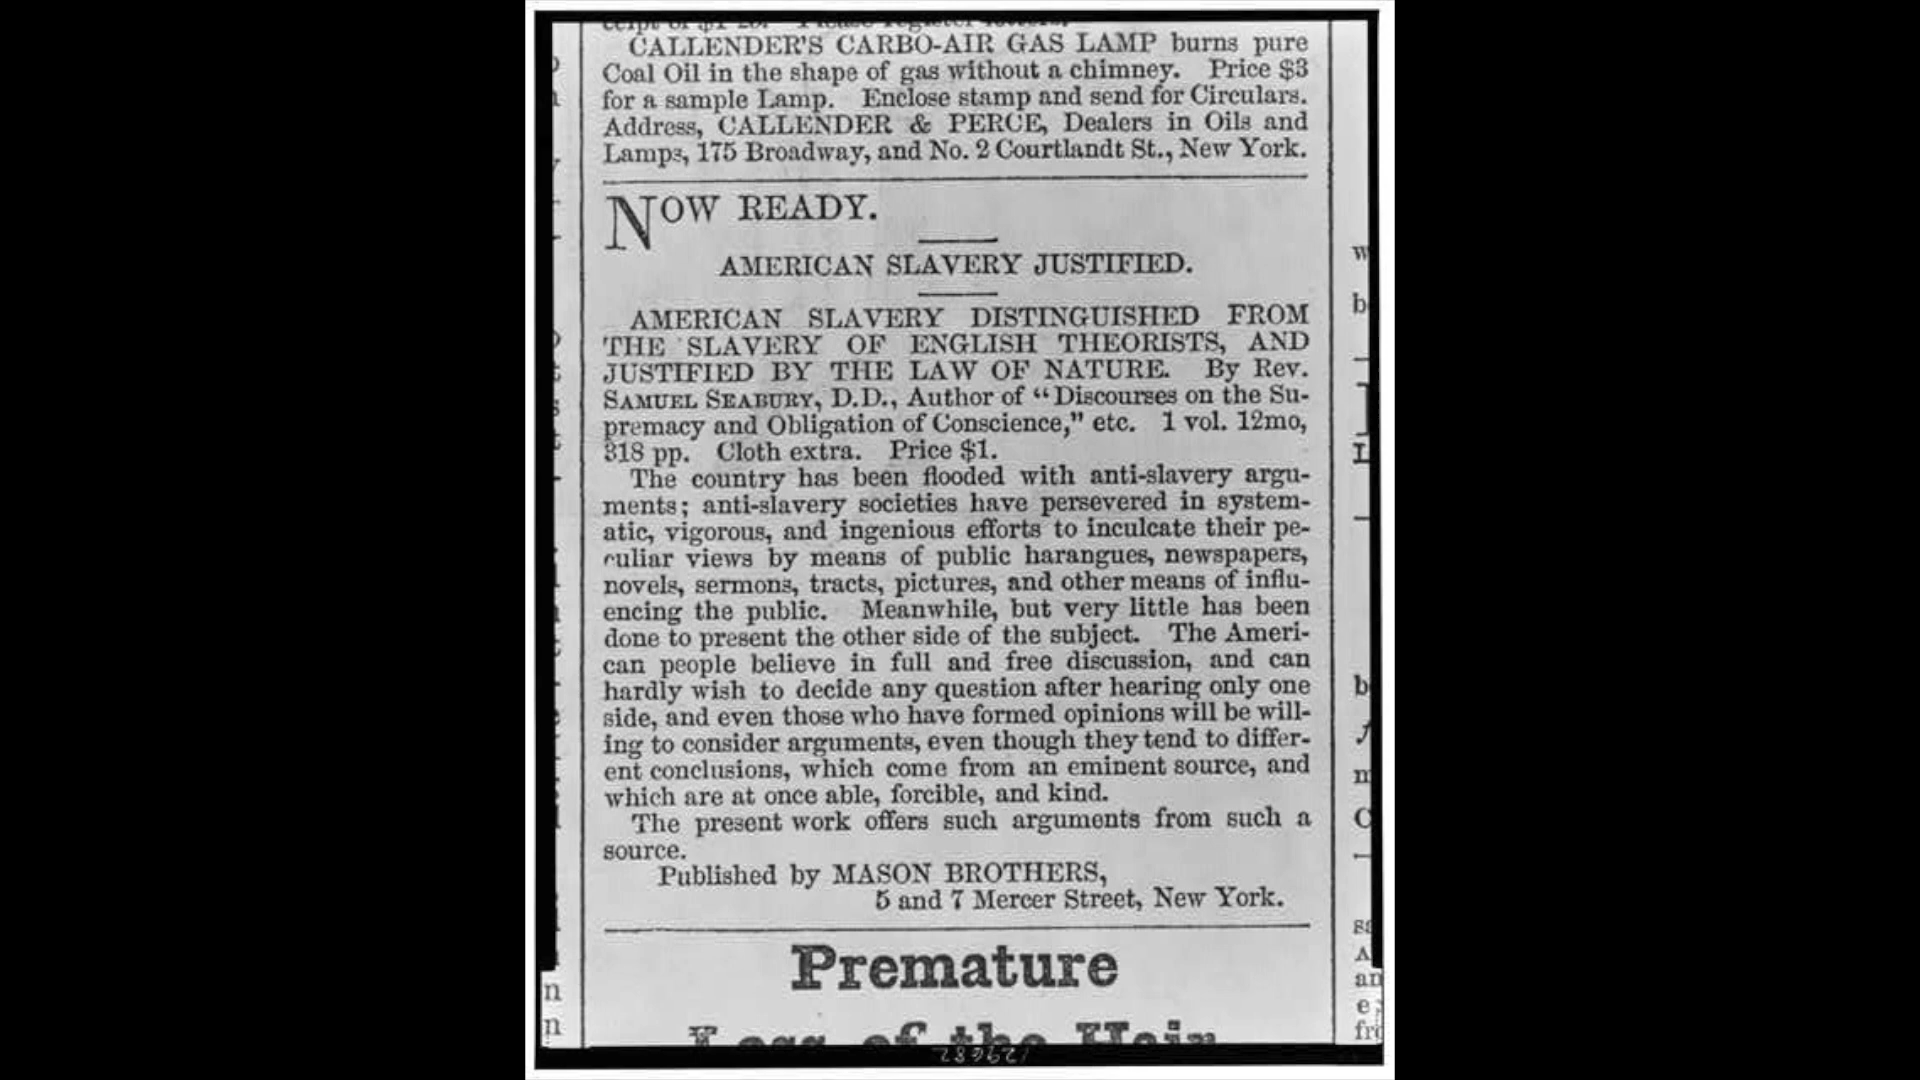 CALLENDER'S CARBO-AIR GAS LAMP burns pure
Coal Oil in the shape of gas without a chimney. Price $3
for a sample Lamp. Enclose stamp and send for Circulars.
Address, CALLENDER & PERCE, Dealers in Oils and
Lamps, 175 Broadway, and No. 2 Courtlandt St., New York.
NOW READY.
AMERICAN SLAVERY JUSTIFIED.
AMERICAN SLAVERY DISTINGUISHED FROM
THE SLAVERY OF ENGLISH THEORISTS, AND
JUSTIFIED BY THE LAW OF NATURE. By Rev.
SAMUEL SEABURY, D.D., Author of "Discourses on the Su-
premacy and Obligation of Conscience," etc. 1 vol. 12mo,
318 pp. Cloth extra. Price $1.
The country has been flooded with anti-slavery argu-
ments; anti-slavery societies have persevered in system-
atic, vigorous, and ingenious efforts to inculcate their pe-
culiar views by means of public harangues, newspapers,
novels, sermons, tracts, pictures, and other means of influ-
encing the public. Meanwhile, but very little has been
done to present the other side of the subject. The Ameri-
can people believe in full and free discussion, and can
hardly wish to decide any question after hearing only one
side, and even those who have formed opinions will be will-
ing to consider arguments, even though they tend to differ-
ent conclusions, which come from an eminent source, and
which are at once able, forcible, and kind.
The present work offers such arguments from such a
source.
Published by MASON BROTHERS,
5 and 7 Mercer Street, New York.
Premature
Loss of the Hair